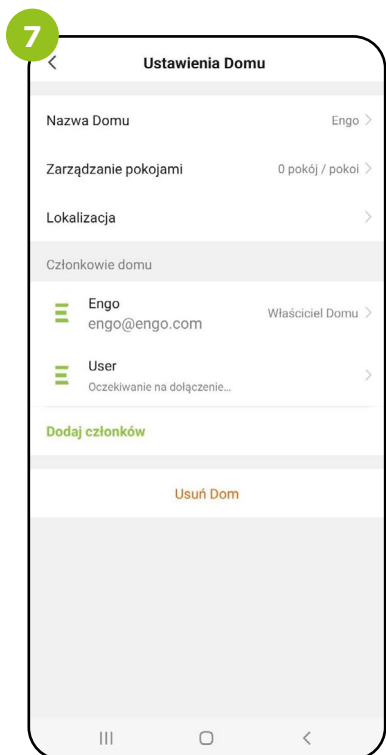 7
Ustawienia Domu
Nazwa Domu Engo
Zarządzanie pokojami 0 pokój / pokoi
Lokalizacja
Członkowie domu
Engo
engo@engo.com
Właściciel Domu
User
Oczekiwanie na dołączenie...
Dodaj członków
Usuń Dom